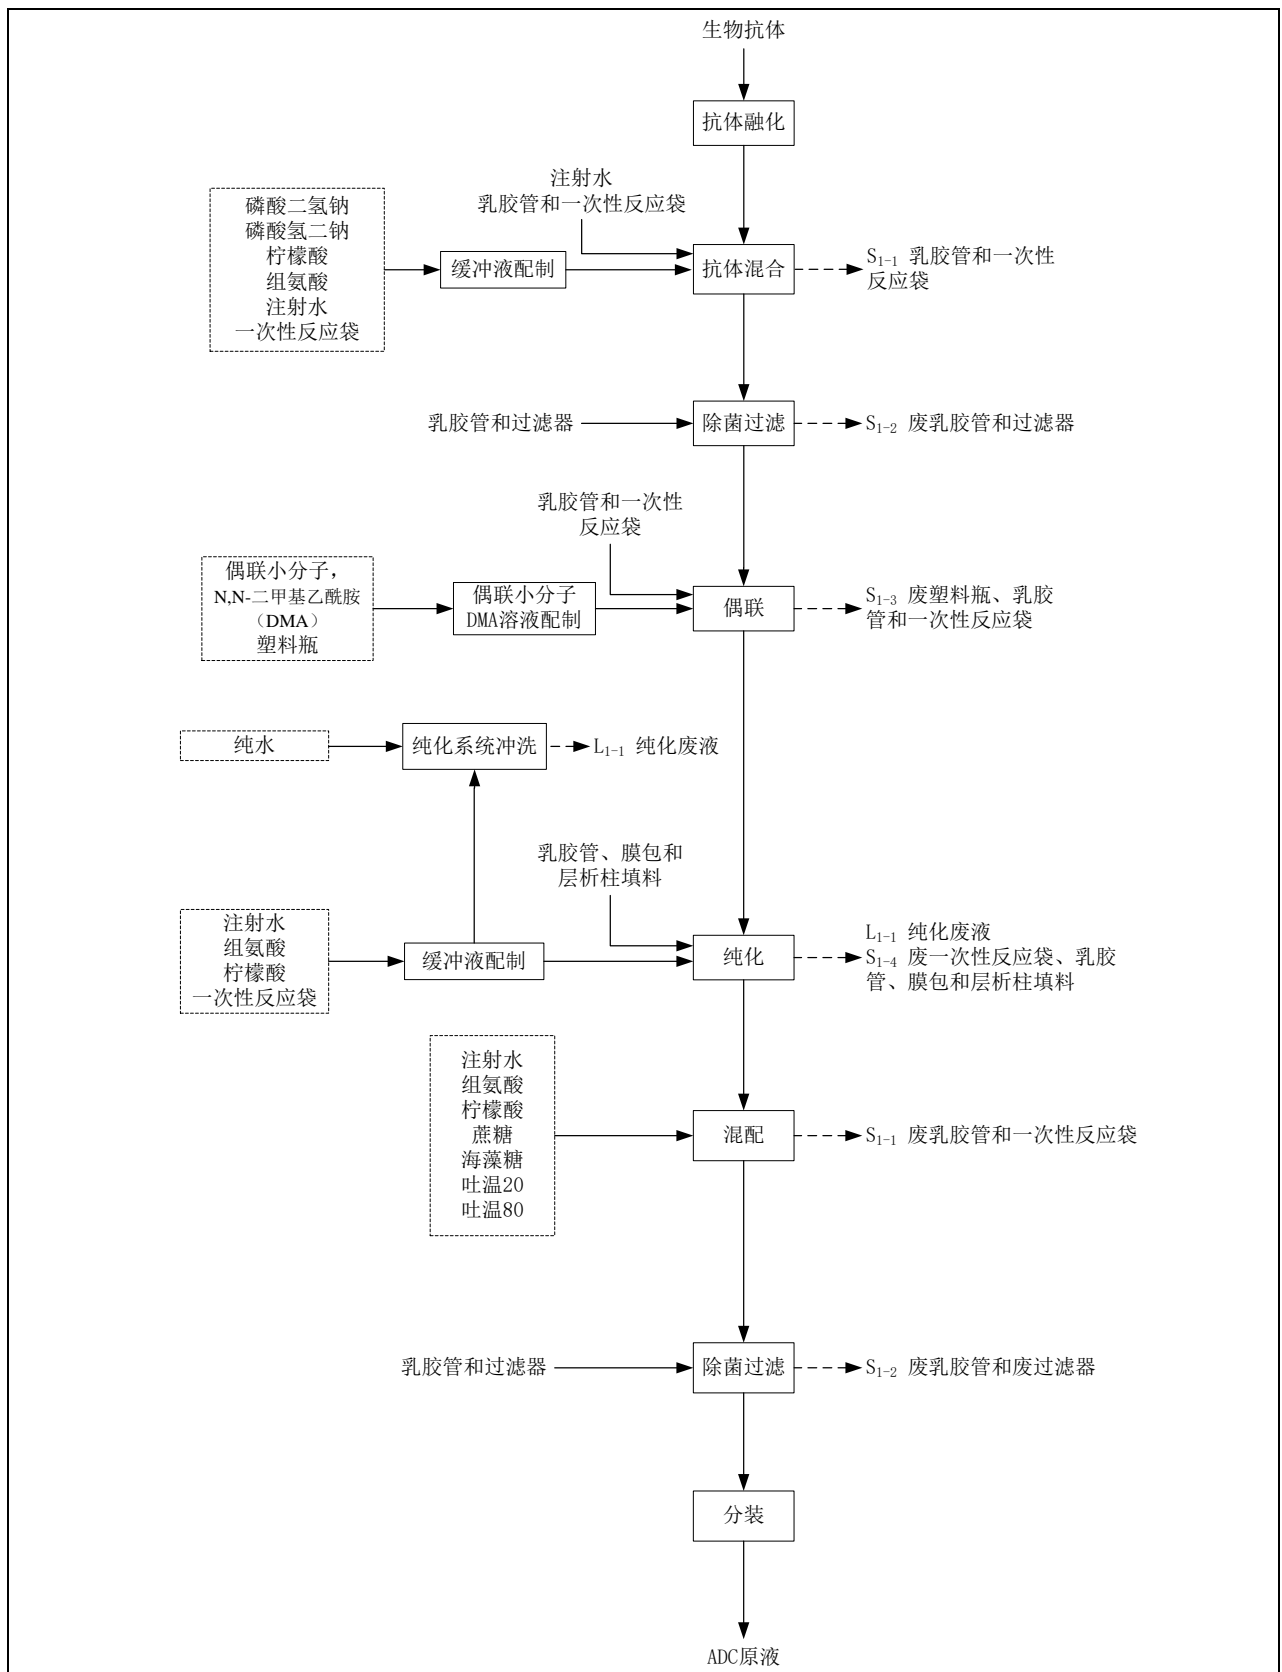 生物抗体
抗体融化
注射水
乳胶管和一次性反应袋
磷酸二氢钠
磷酸氢二钠
柠檬酸
组氨酸
注射水
一次性反应袋
缓冲液配制
抗体混合
S1-1 乳胶管和一次性
反应袋
乳胶管和过滤器
除菌过滤
S1-2 废乳胶管和过滤器
乳胶管和一次性
反应袋
偶联小分子，
N,N-二甲基乙酰胺
（DMA）
塑料瓶
偶联小分子
DMA溶液配制
偶联
S1-3 废塑料瓶、乳胶
管和一次性反应袋
纯水
纯化系统冲洗
L1-1 纯化废液
乳胶管、膜包和
层析柱填料
注射水
组氨酸
柠檬酸
一次性反应袋
缓冲液配制
纯化
L1-1 纯化废液
S1-4 废一次性反应袋、乳胶
管、膜包和层析柱填料
注射水
组氨酸
柠檬酸
蔗糖
海藻糖
吐温20
吐温80
混配
S1-1 废乳胶管和一次性反应袋
乳胶管和过滤器
除菌过滤
S1-2 废乳胶管和废过滤器
分装
ADC原液